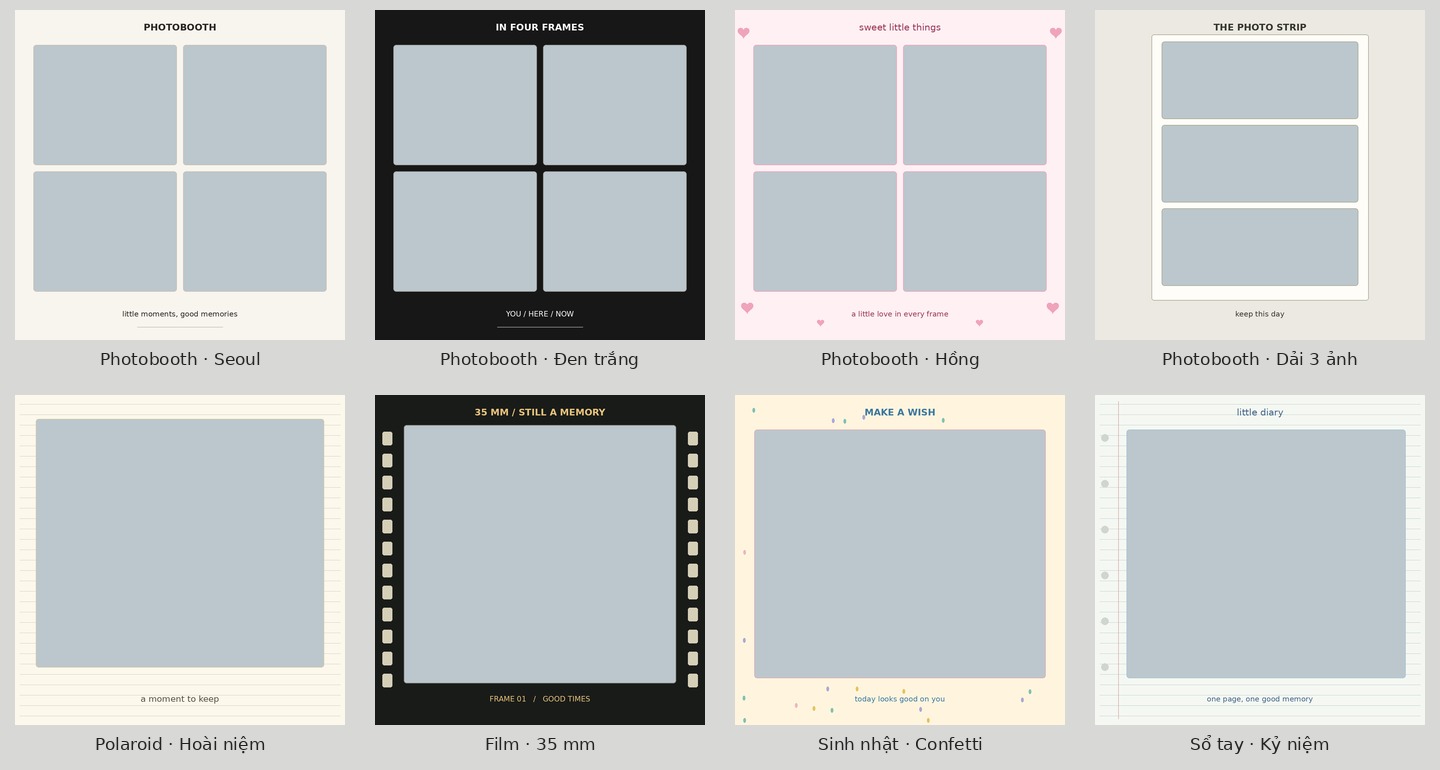 PHOTOBOOTH
little moments, good memories
Photobooth · Seoul
IN FOUR FRAMES
YOU / HERE / NOW
Photobooth · Đen trắng
sweet little things
a little love in every frame
Photobooth · Hồng
THE PHOTO STRIP
keep this day
Photobooth · Dải 3 ảnh
a moment to keep
Polaroid · Hoài niệm
35 MM / STILL A MEMORY
FRAME 01 / GOOD TIMES
Film · 35 mm
MAKE A WISH
today looks good on you
Sinh nhật · Confetti
little diary
one page, one good memory
Sổ tay · Kỷ niệm